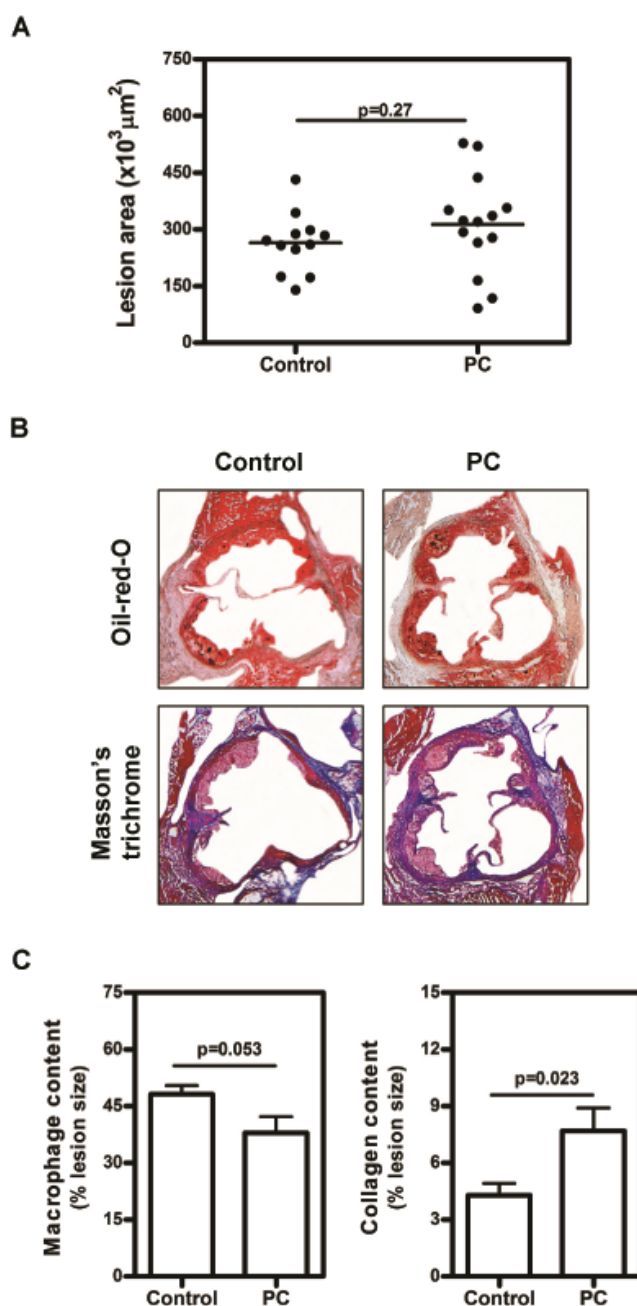 A
Lesion area (x10³ µm²)
750
600
450
300
150
0
p=0.27
Control
PC
B
Control
PC
Oil-red-O
Masson's
trichrome
C
Macrophage content
(% lesion size)
75
60
45
30
15
0
p=0.053
Control
PC
Collagen content
(% lesion size)
15
12
9
6
3
0
p=0.023
Control
PC